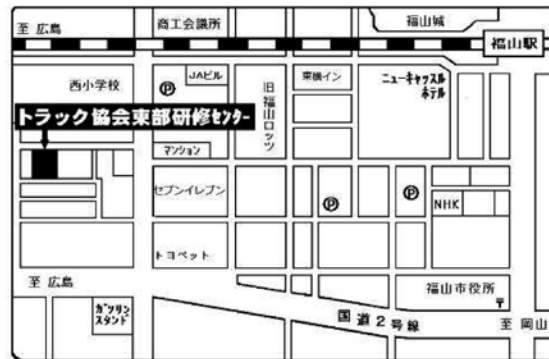 至 広島
商工会議所
福山城
福山駅
西小学校
Ⓟ
JAビル
旧福山ロッツ
東横イン
ニューキャッスル
ホテル
トラック協会東部研修センター
マンション
セブンイレブン
Ⓟ
Ⓟ
NHK
トヨペット
至 広島
福山市役所
〒
ガソリン
スタンド
国道2号線
至 岡山